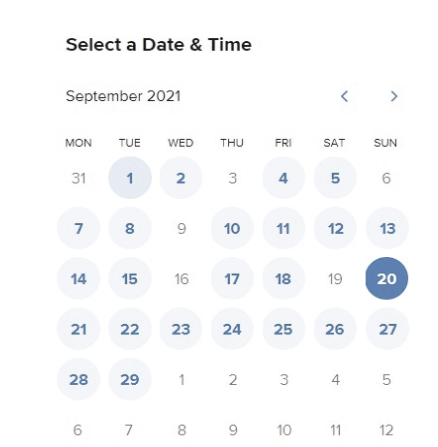 Select a Date & Time
September 2021
MON TUE WED THU FRI SAT SUN
31 1 2 3 4 5 6
7 8 9 10 11 12 13
14 15 16 17 18 19 20
21 22 23 24 25 26 27
28 29 1 2 3 4 5
6 7 8 9 10 11 12